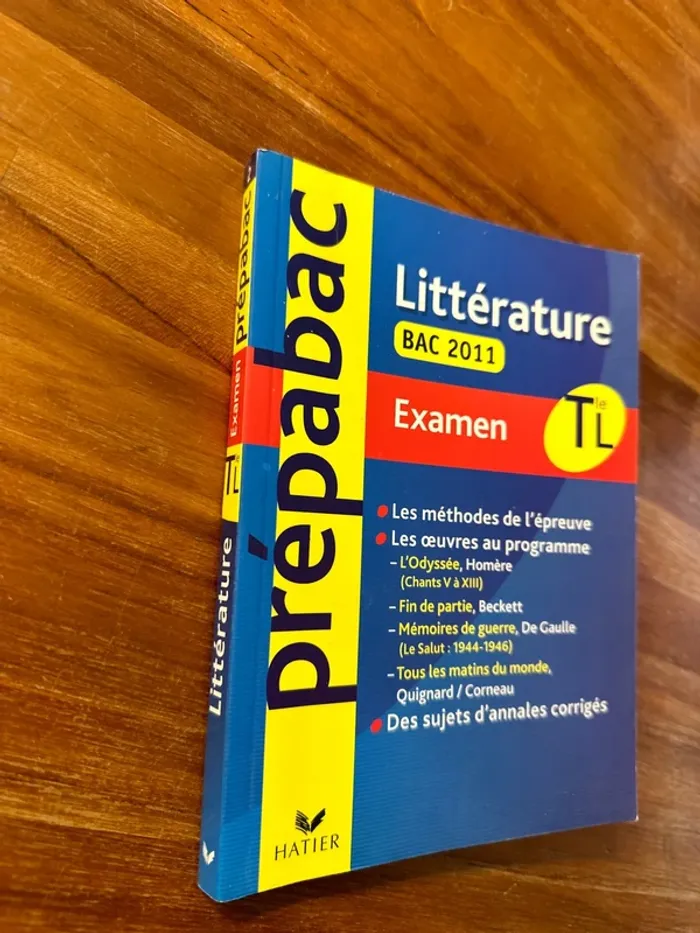 prépabac
Littérature
BAC 2011
Examen
Tle L
• Les méthodes de l'épreuve
• Les œuvres au programme
– L'Odyssée, Homère
(Chants V à XIII)
– Fin de partie, Beckett
– Mémoires de guerre, De Gaulle
(Le Salut : 1944-1946)
– Tous les matins du monde,
Quignard / Corneau
• Des sujets d'annales corrigés
HATIER
prépabac
Examen
Tle L
Littérature